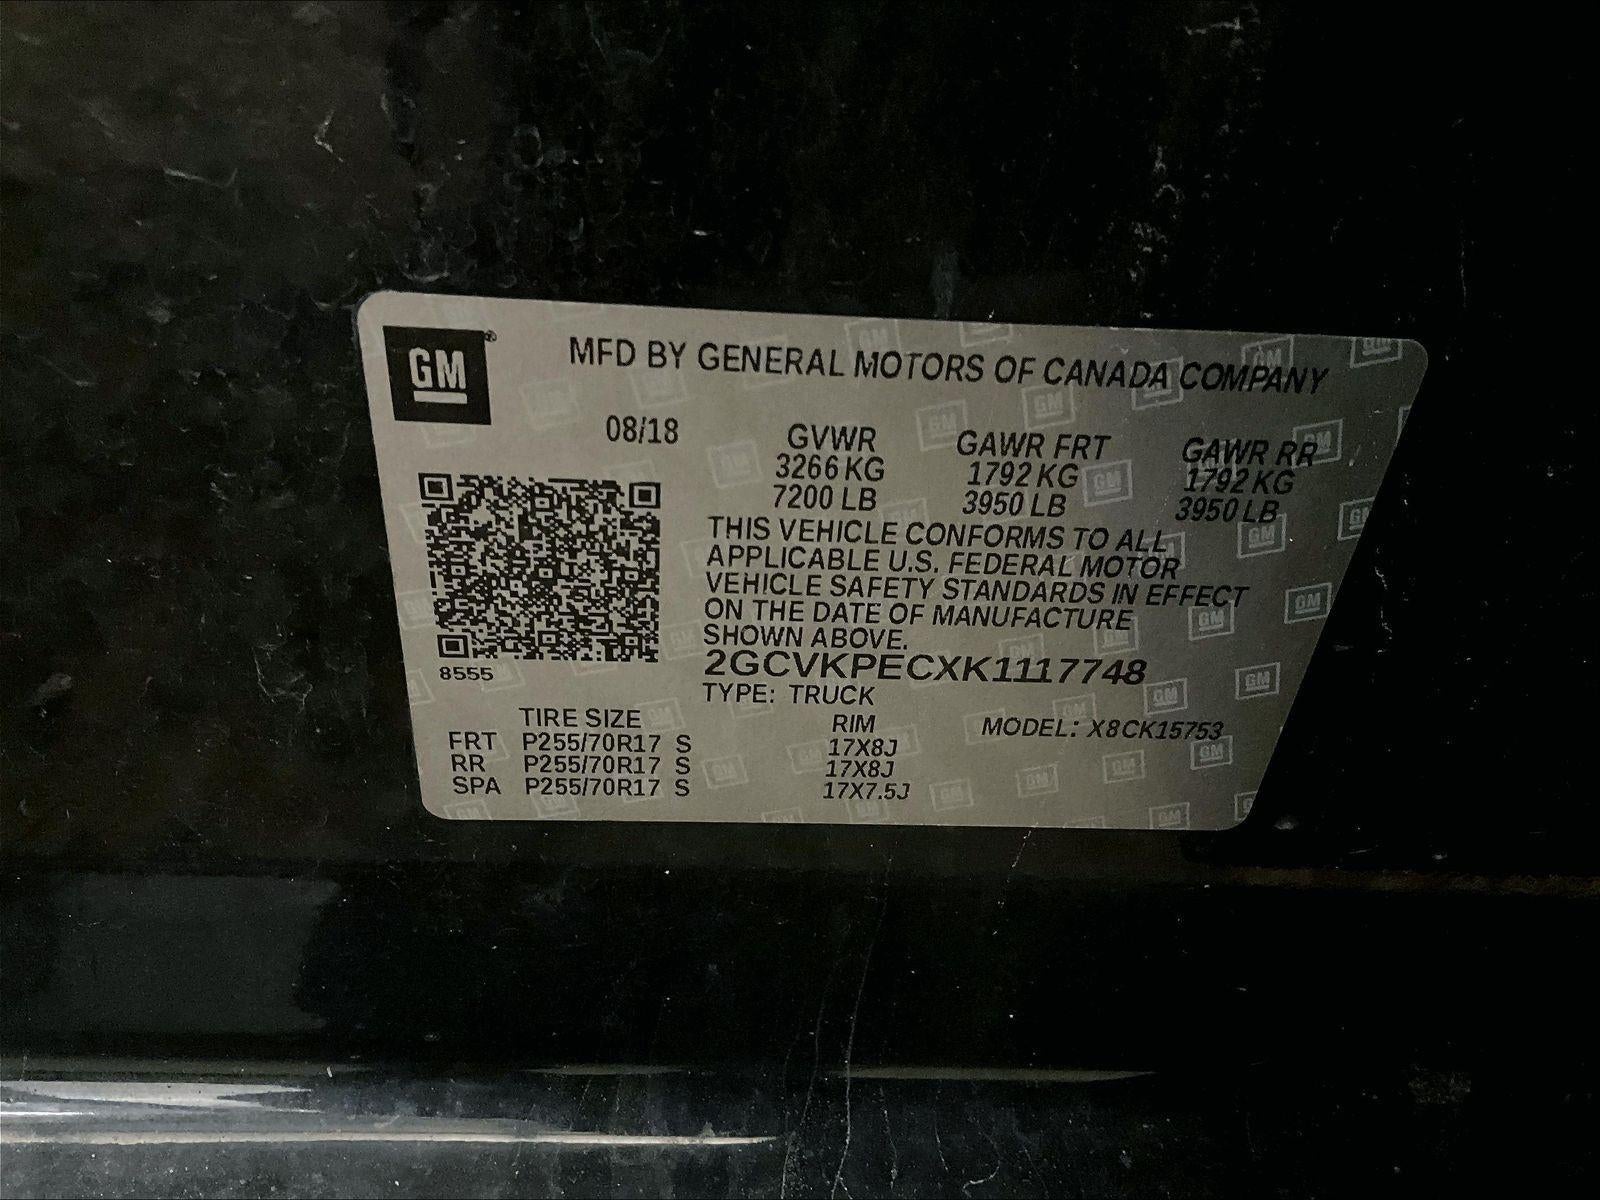 GM®
MFD BY GENERAL MOTORS OF CANADA COMPANY
08/18
GVWR GAWR FRT GAWR RR
3266 KG 1792 KG 1792 KG
7200 LB 3950 LB 3950 LB
THIS VEHICLE CONFORMS TO ALL
APPLICABLE U.S. FEDERAL MOTOR
VEHICLE SAFETY STANDARDS IN EFFECT
ON THE DATE OF MANUFACTURE
SHOWN ABOVE.
2GCVKPECXK1117748
8555
TYPE: TRUCK
TIRE SIZE RIM MODEL: X8CK15753
FRT P255/70R17 S 17X8J
RR P255/70R17 S 17X8J
SPA P255/70R17 S 17X7.5J